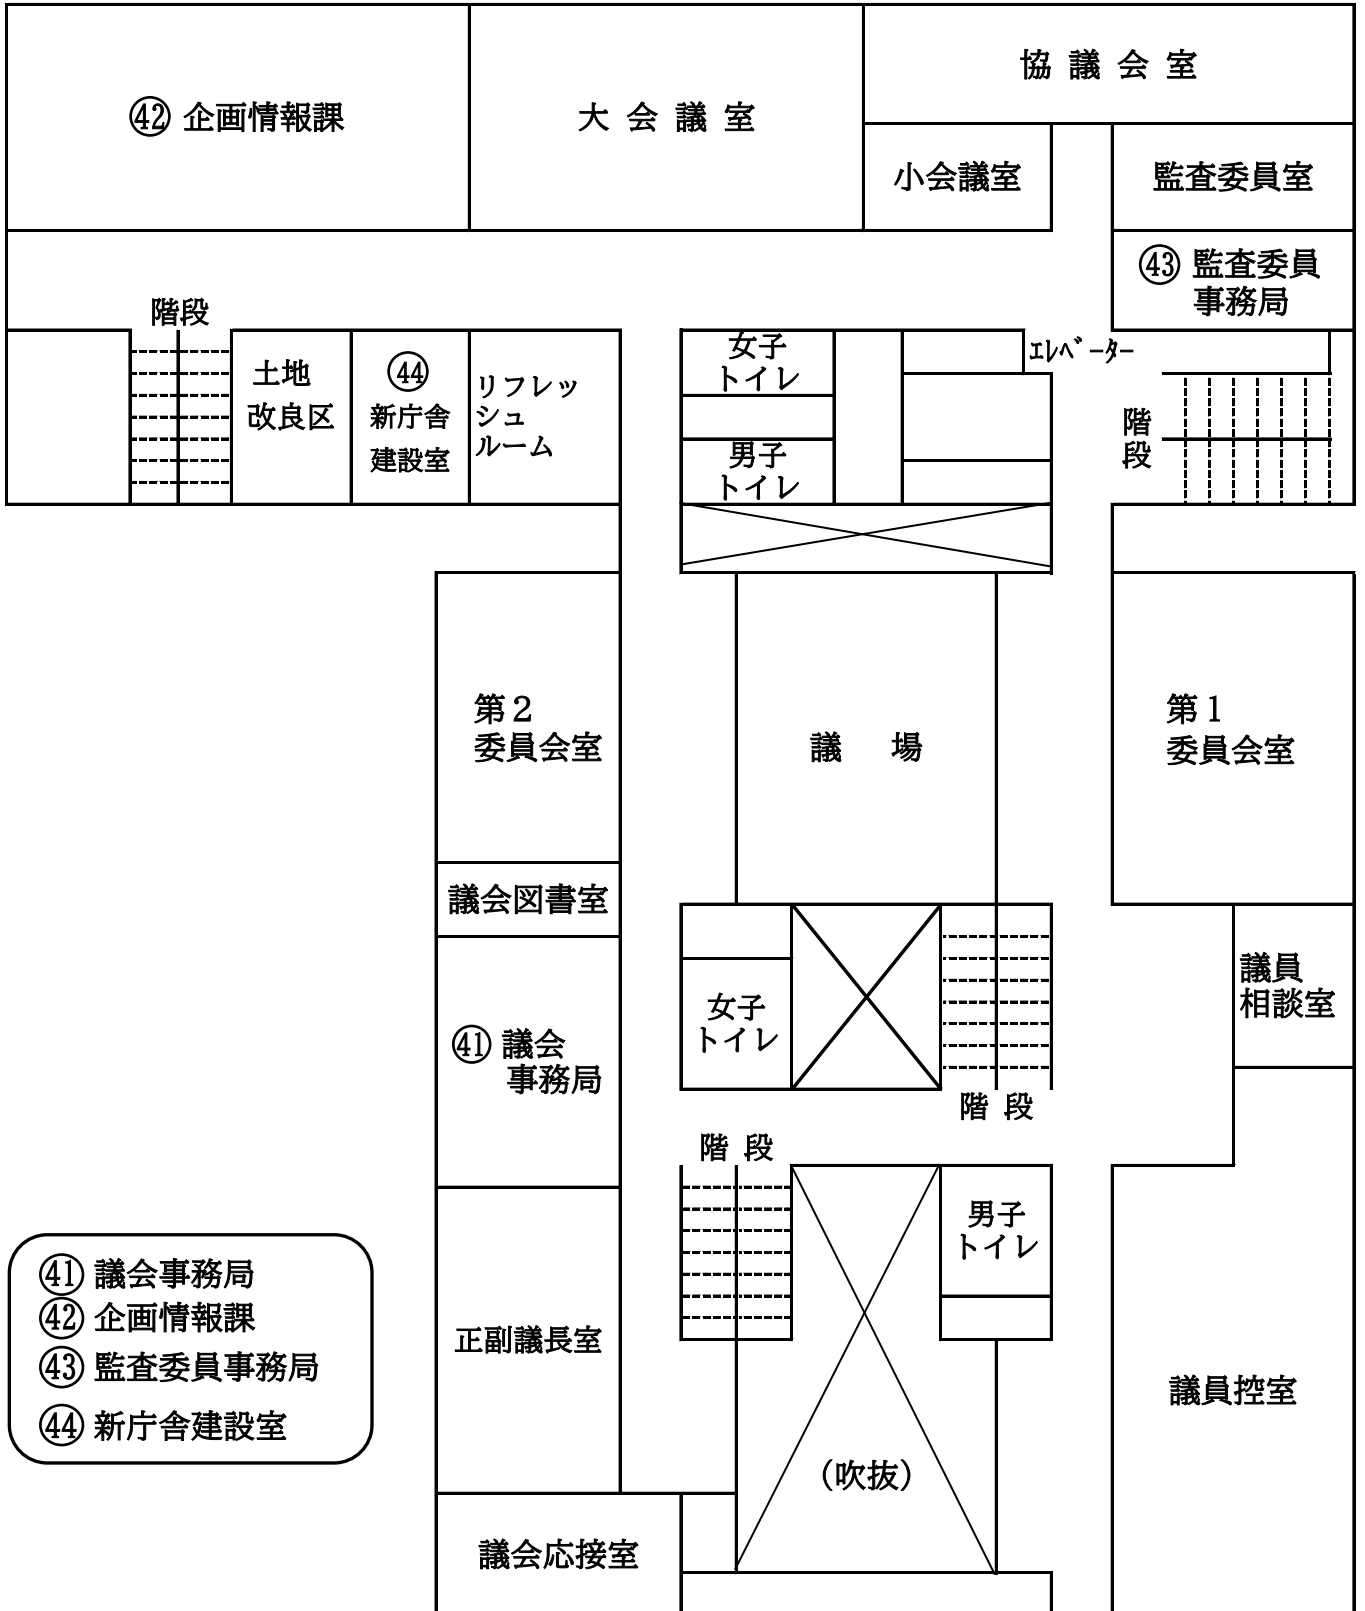 協議会室
㊷ 企画情報課
大会議室
小会議室
監査委員室
㊸ 監査委員
事務局
階段
女子
トイレ
エレベーター
土地
改良区
㊹
新庁舎
建設室
リフレッ
シュ
ルーム
男子
トイレ
階
段
第２
委員会室
議場
第１
委員会室
議会図書室
議員
相談室
女子
トイレ
㊶ 議会
事務局
階段
階段
男子
トイレ
㊶ 議会事務局
㊷ 企画情報課
㊸ 監査委員事務局
㊹ 新庁舎建設室
正副議長室
議員控室
（吹抜）
議会応接室